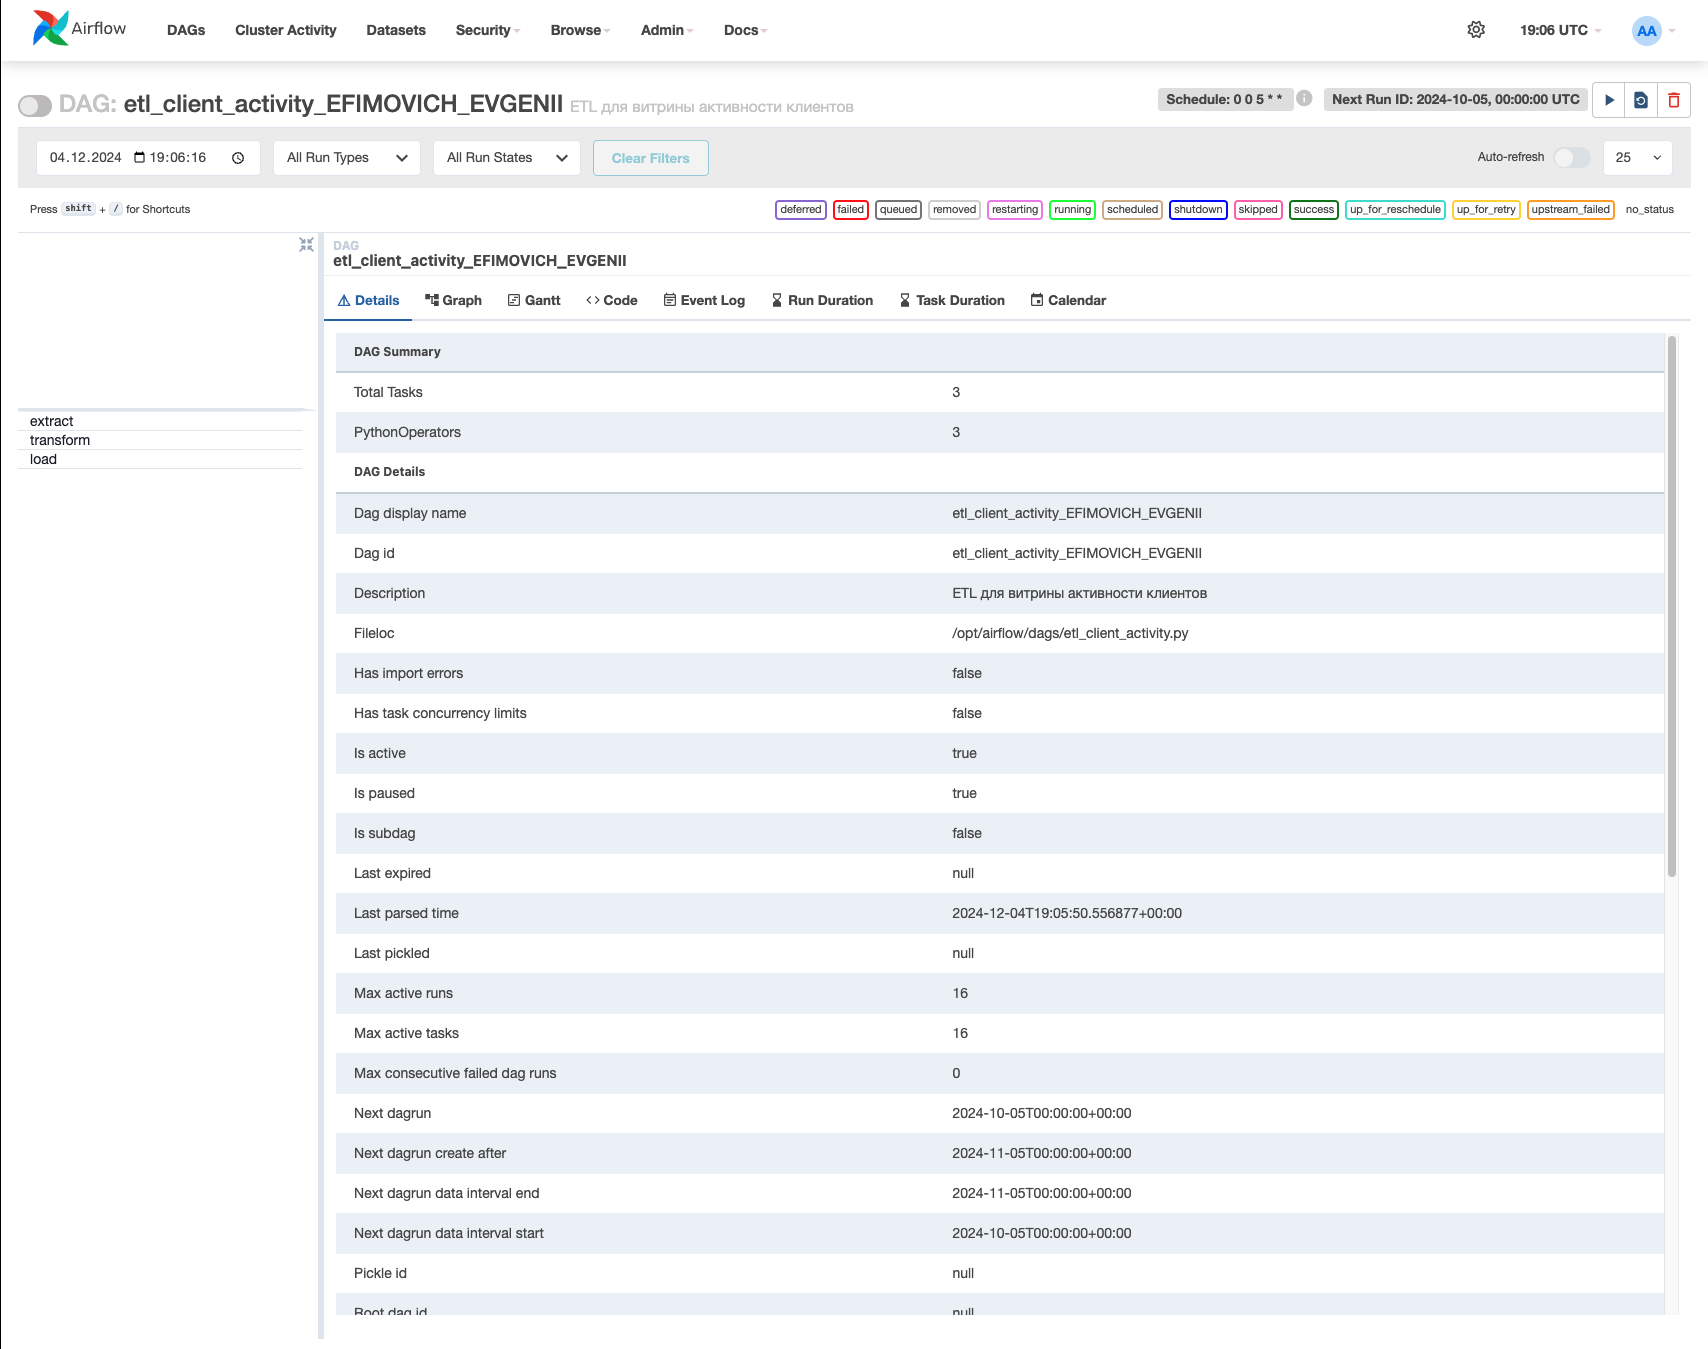 Airflow DAGs Cluster Activity Datasets Security Browse Admin Docs 19:06 UTC AA
DAG: etl_client_activity_EFIMOVICH_EVGENII ETL для витрины активности клиентов Schedule: 0 0 5 * * i Next Run ID: 2024-10-05, 00:00:00 UTC
04.12.2024 19:06:16 All Run Types All Run States Clear Filters Auto-refresh 25
Press shift + / for Shortcuts deferred failed queued removed restarting running scheduled shutdown skipped success up_for_reschedule up_for_retry upstream_failed no_status
DAG
etl_client_activity_EFIMOVICH_EVGENII
Details Graph Gantt Code Event Log Run Duration Task Duration Calendar
extract
transform
load
DAG Summary
Total Tasks 3
PythonOperators 3
DAG Details
Dag display name etl_client_activity_EFIMOVICH_EVGENII
Dag id etl_client_activity_EFIMOVICH_EVGENII
Description ETL для витрины активности клиентов
Fileloc /opt/airflow/dags/etl_client_activity.py
Has import errors false
Has task concurrency limits false
Is active true
Is paused true
Is subdag false
Last expired null
Last parsed time 2024-12-04T19:05:50.556877+00:00
Last pickled null
Max active runs 16
Max active tasks 16
Max consecutive failed dag runs 0
Next dagrun 2024-10-05T00:00:00+00:00
Next dagrun create after 2024-11-05T00:00:00+00:00
Next dagrun data interval end 2024-11-05T00:00:00+00:00
Next dagrun data interval start 2024-10-05T00:00:00+00:00
Pickle id null
Root dag id null